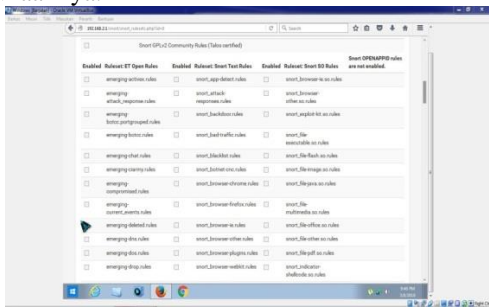 Search
Snort GPLv2 Community Rules (Talos certified)
Enabled Ruleset: ET Open Rules Enabled Ruleset: Snort Text Rules Enabled Ruleset: Snort SO Rules Snort OPENAPPID rules are not enabled.
emerging-activex.rules snort_app-detect.rules snort_browser-ie.so.rules
emerging-attack_response.rules snort_attack-responses.rules snort_browser-other.so.rules
emerging-botcc.portgrouped.rules snort_backdoor.rules snort_exploit-kit.so.rules
emerging-botcc.rules snort_bad-traffic.rules snort_file-executable.so.rules
emerging-chat.rules snort_blacklist.rules snort_file-flash.so.rules
emerging-ciarmy.rules snort_botnet-cnc.rules snort_file-image.so.rules
emerging-compromised.rules snort_browser-chrome.rules snort_file-java.so.rules
emerging-current_events.rules snort_browser-firefox.rules snort_file-multimedia.so.rules
emerging-deleted.rules snort_browser-ie.rules snort_file-office.so.rules
emerging-dns.rules snort_browser-other.rules snort_file-other.so.rules
emerging-dos.rules snort_browser-plugins.rules snort_file-pdf.so.rules
emerging-drop.rules snort_browser-webkit.rules snort_indicator-shellcode.so.rules